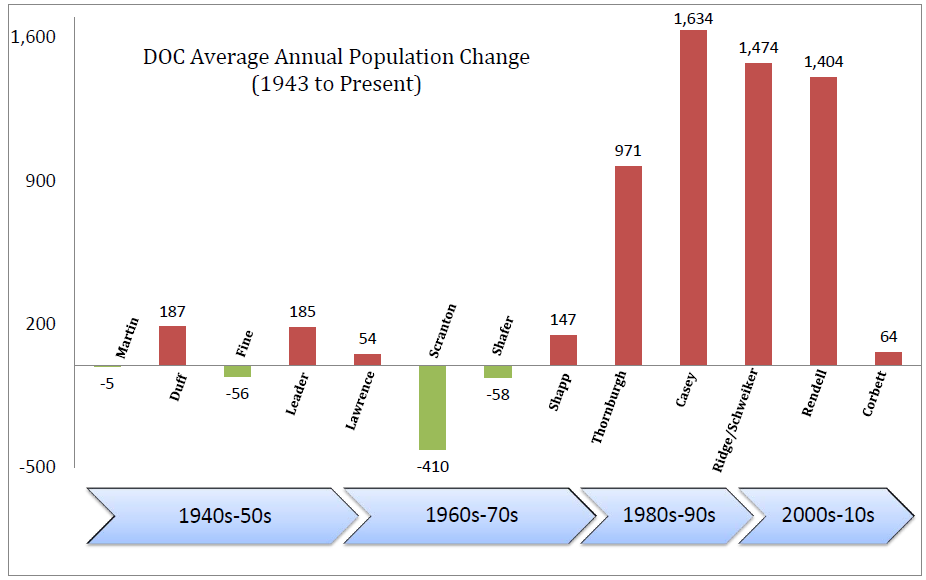 DOC Average Annual Population Change
(1943 to Present)
1,600
900
200
-500
-5
187
-56
185
54
-410
-58
147
971
1,634
1,474
1,404
64
Martin
Duff
Fine
Leader
Lawrence
Scranton
Shafer
Shapp
Thornburgh
Casey
Ridge/Schweiker
Rendell
Corbett
1940s-50s
1960s-70s
1980s-90s
2000s-10s